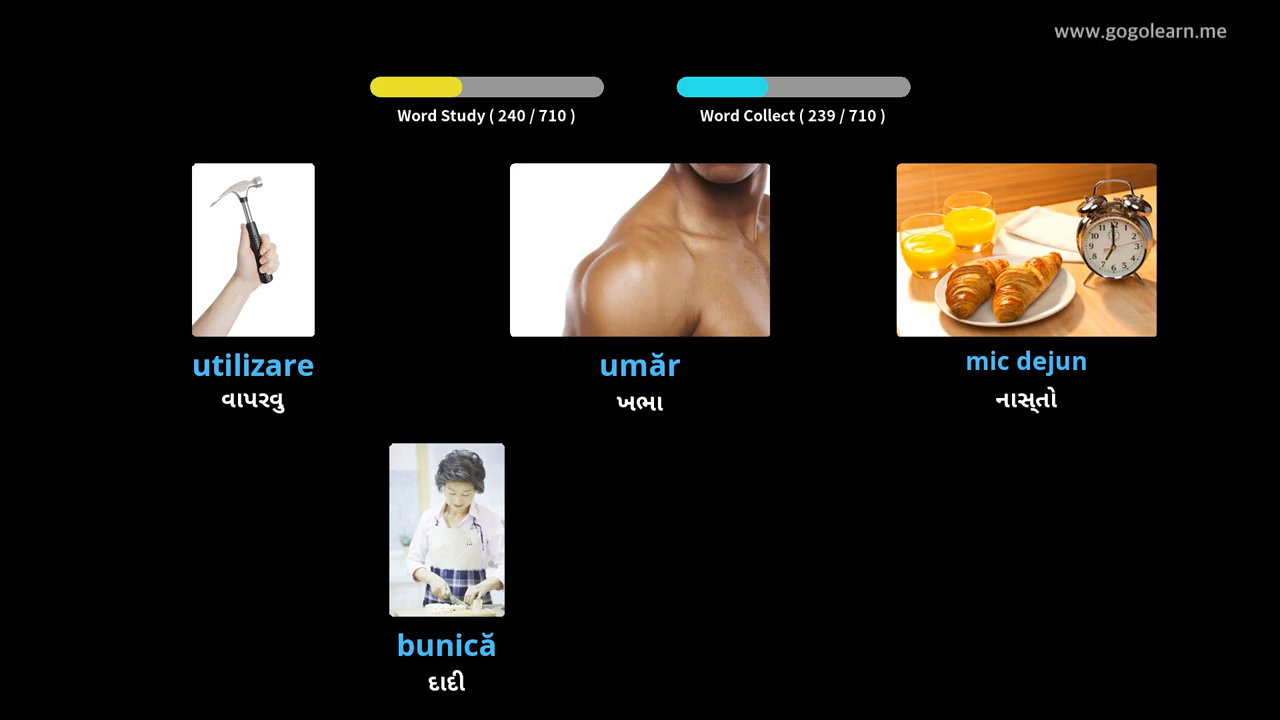 www.gogolearn.me
Word Study ( 240 / 710 )
Word Collect ( 239 / 710 )
utilizare
વાપરવુ
umăr
ખભા
mic dejun
નાસ્તો
bunică
દાદી